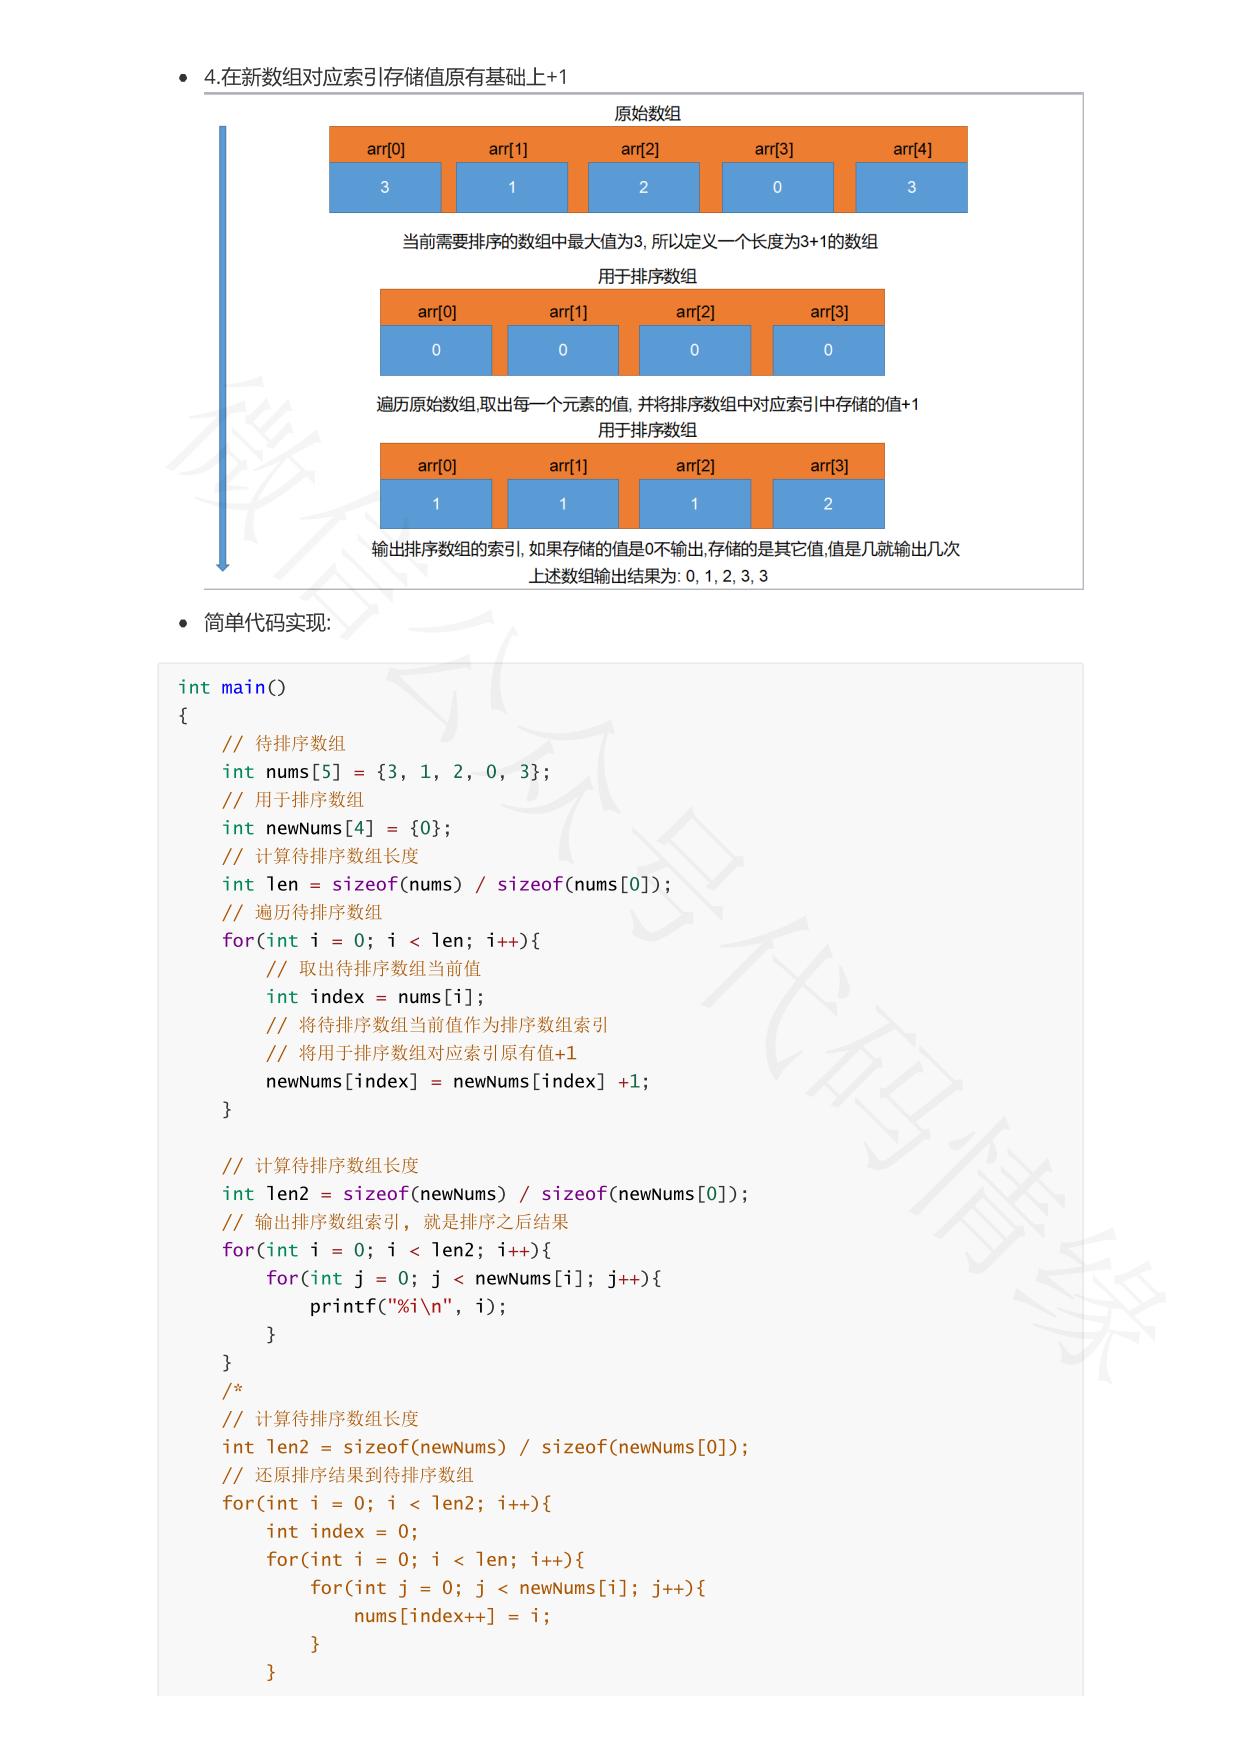 4.在新数组对应索引存储值原有基础上+1
原始数组
arr[0] arr[1] arr[2] arr[3] arr[4]
3 1 2 0 3
当前需要排序的数组中最大值为3, 所以定义一个长度为3+1的数组
用于排序数组
arr[0] arr[1] arr[2] arr[3]
0 0 0 0
遍历原始数组,取出每一个元素的值, 并将排序数组中对应索引中存储的值+1
用于排序数组
arr[0] arr[1] arr[2] arr[3]
1 1 1 2
输出排序数组的索引, 如果存储的值是0不输出,存储的是其它值,值是几就输出几次
上述数组输出结果为: 0, 1, 2, 3, 3
简单代码实现:
int main()
{
    // 待排序数组
    int nums[5] = {3, 1, 2, 0, 3};
    // 用于排序数组
    int newNums[4] = {0};
    // 计算待排序数组长度
    int len = sizeof(nums) / sizeof(nums[0]);
    // 遍历待排序数组
    for(int i = 0; i < len; i++){
        // 取出待排序数组当前值
        int index = nums[i];
        // 将待排序数组当前值作为排序数组索引
        // 将用于排序数组对应索引原有值+1
        newNums[index] = newNums[index] +1;
    }
    // 计算待排序数组长度
    int len2 = sizeof(newNums) / sizeof(newNums[0]);
    // 输出排序数组索引, 就是排序之后结果
    for(int i = 0; i < len2; i++){
        for(int j = 0; j < newNums[i]; j++){
            printf("%i\n", i);
        }
    }
    /*
    // 计算待排序数组长度
    int len2 = sizeof(newNums) / sizeof(newNums[0]);
    // 还原排序结果到待排序数组
    for(int i = 0; i < len2; i++){
        int index = 0;
        for(int i = 0; i < len; i++){
            for(int j = 0; j < newNums[i]; j++){
                nums[index++] = i;
            }
        }
微信公众号代码情缘